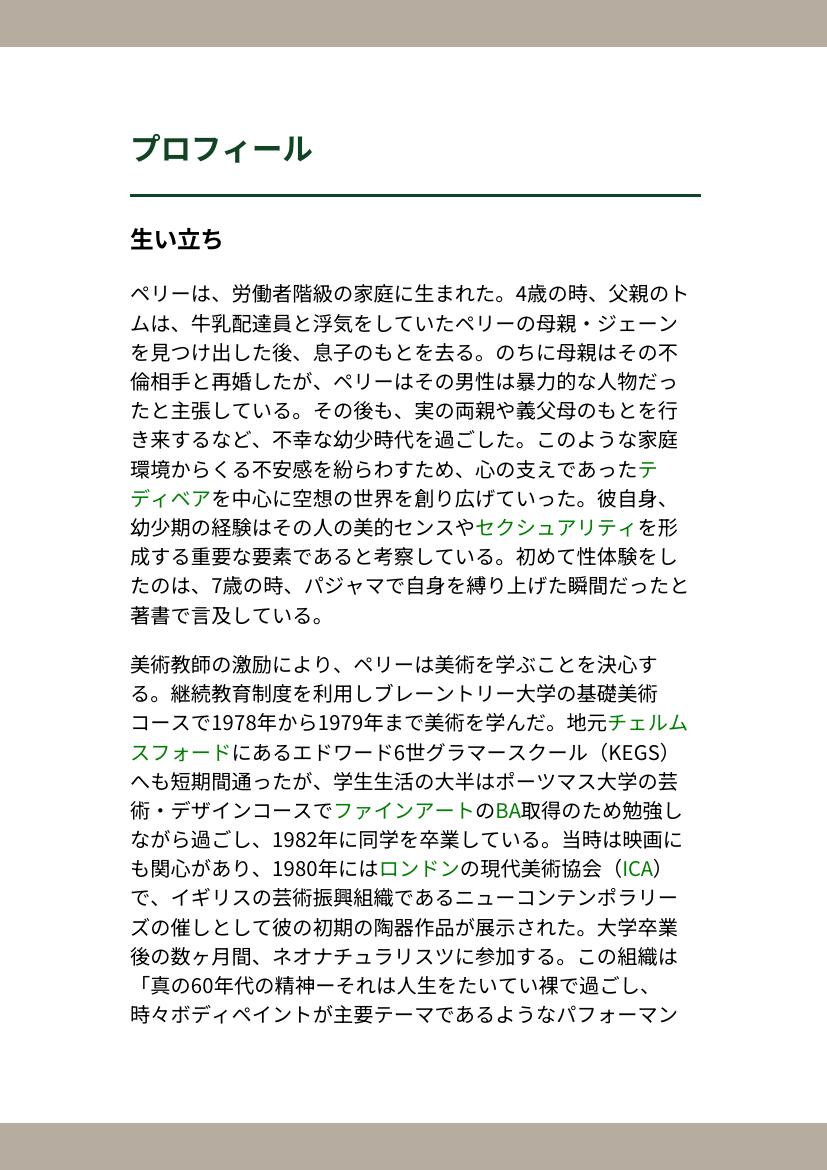 プロフィール
生い立ち
ペリーは、労働者階級の家庭に生まれた。4歳の時、父親のト
ムは、牛乳配達員と浮気をしていたペリーの母親・ジェーン
を見つけ出した後、息子のもとを去る。のちに母親はその不
倫相手と再婚したが、ペリーはその男性は暴力的な人物だっ
たと主張している。その後も、実の両親や義父母のもとを行
き来するなど、不幸な幼少時代を過ごした。このような家庭
環境からくる不安感を紛らわすため、心の支えであったテ
ディベアを中心に空想の世界を創り広げていった。彼自身、
幼少期の経験はその人の美的センスやセクシュアリティを形
成する重要な要素であると考察している。初めて性体験をし
たのは、7歳の時、パジャマで自身を縛り上げた瞬間だったと
著書で言及している。
美術教師の激励により、ペリーは美術を学ぶことを決心す
る。継続教育制度を利用しブレーントリー大学の基礎美術
コースで1978年から1979年まで美術を学んだ。地元チェルム
スフォードにあるエドワード6世グラマースクール（KEGS）
へも短期間通ったが、学生生活の大半はポーツマス大学の芸
術・デザインコースでファインアートのBA取得のため勉強し
ながら過ごし、1982年に同学を卒業している。当時は映画に
も関心があり、1980年にはロンドンの現代美術協会（ICA）
で、イギリスの芸術振興組織であるニューコンテンポラリー
ズの催しとして彼の初期の陶器作品が展示された。大学卒業
後の数ヶ月間、ネオナチュラリスツに参加する。この組織は
「真の60年代の精神ーそれは人生をたいてい裸で過ごし、
時々ボディペイントが主要テーマであるようなパフォーマン